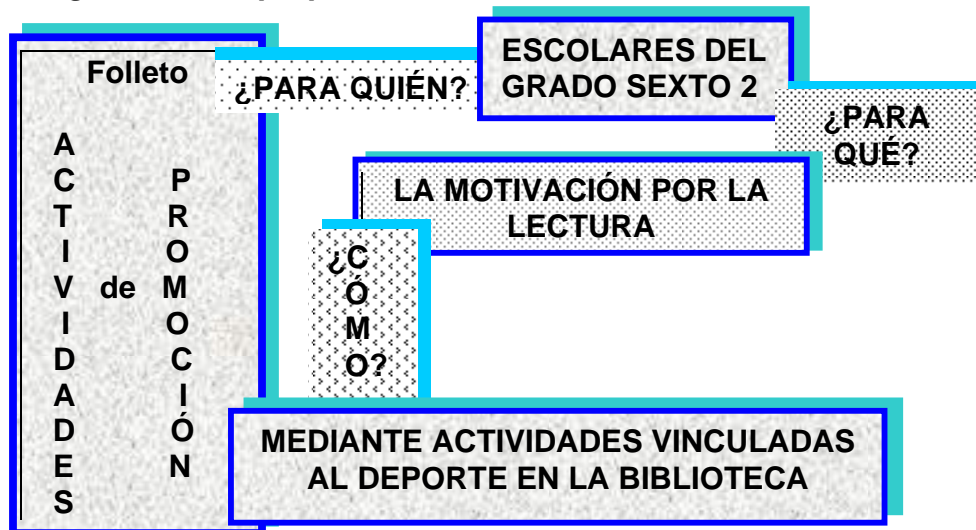 Folleto
ACTIVIDADES
de
PROMOCIÓN
¿PARA QUIÉN?
ESCOLARES DEL
GRADO SEXTO 2
¿PARA
QUÉ?
LA MOTIVACIÓN POR LA
LECTURA
¿CÓMO?
MEDIANTE ACTIVIDADES VINCULADAS
AL DEPORTE EN LA BIBLIOTECA